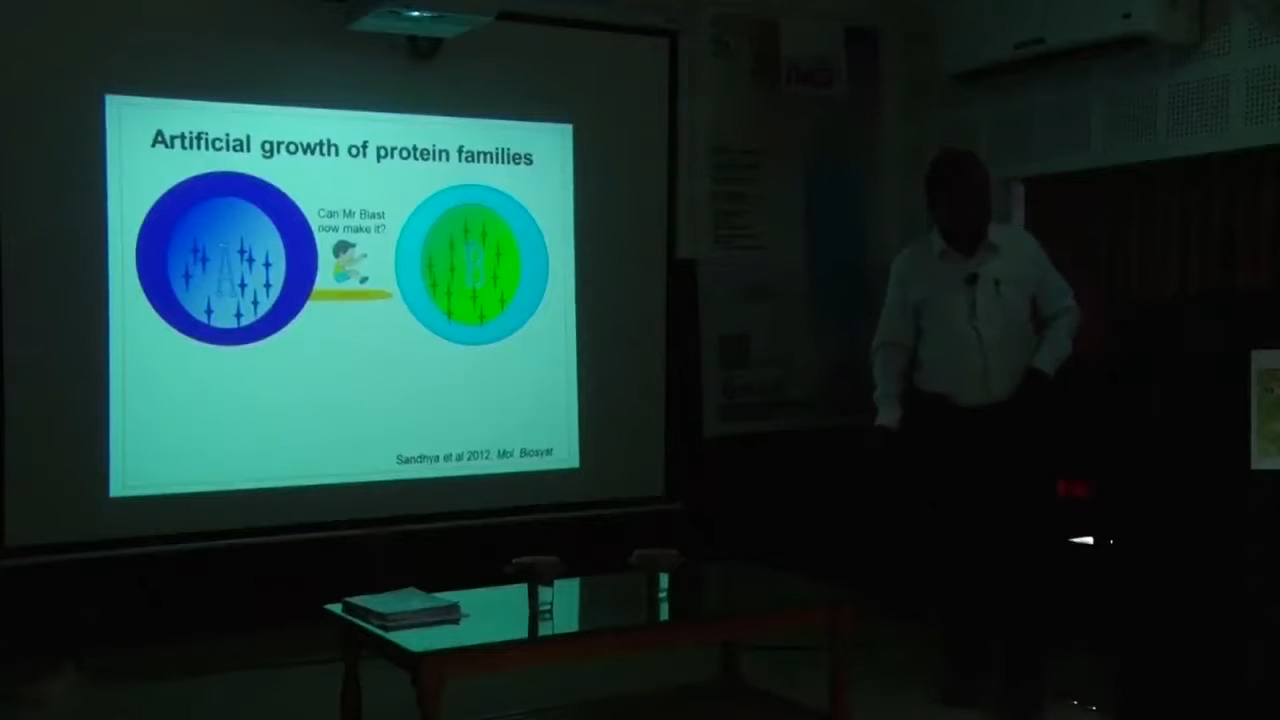 Artificial growth of protein families
Can Mr Blast
now make it?
A
B
Sandhya et al 2012, Mol. Biosyst